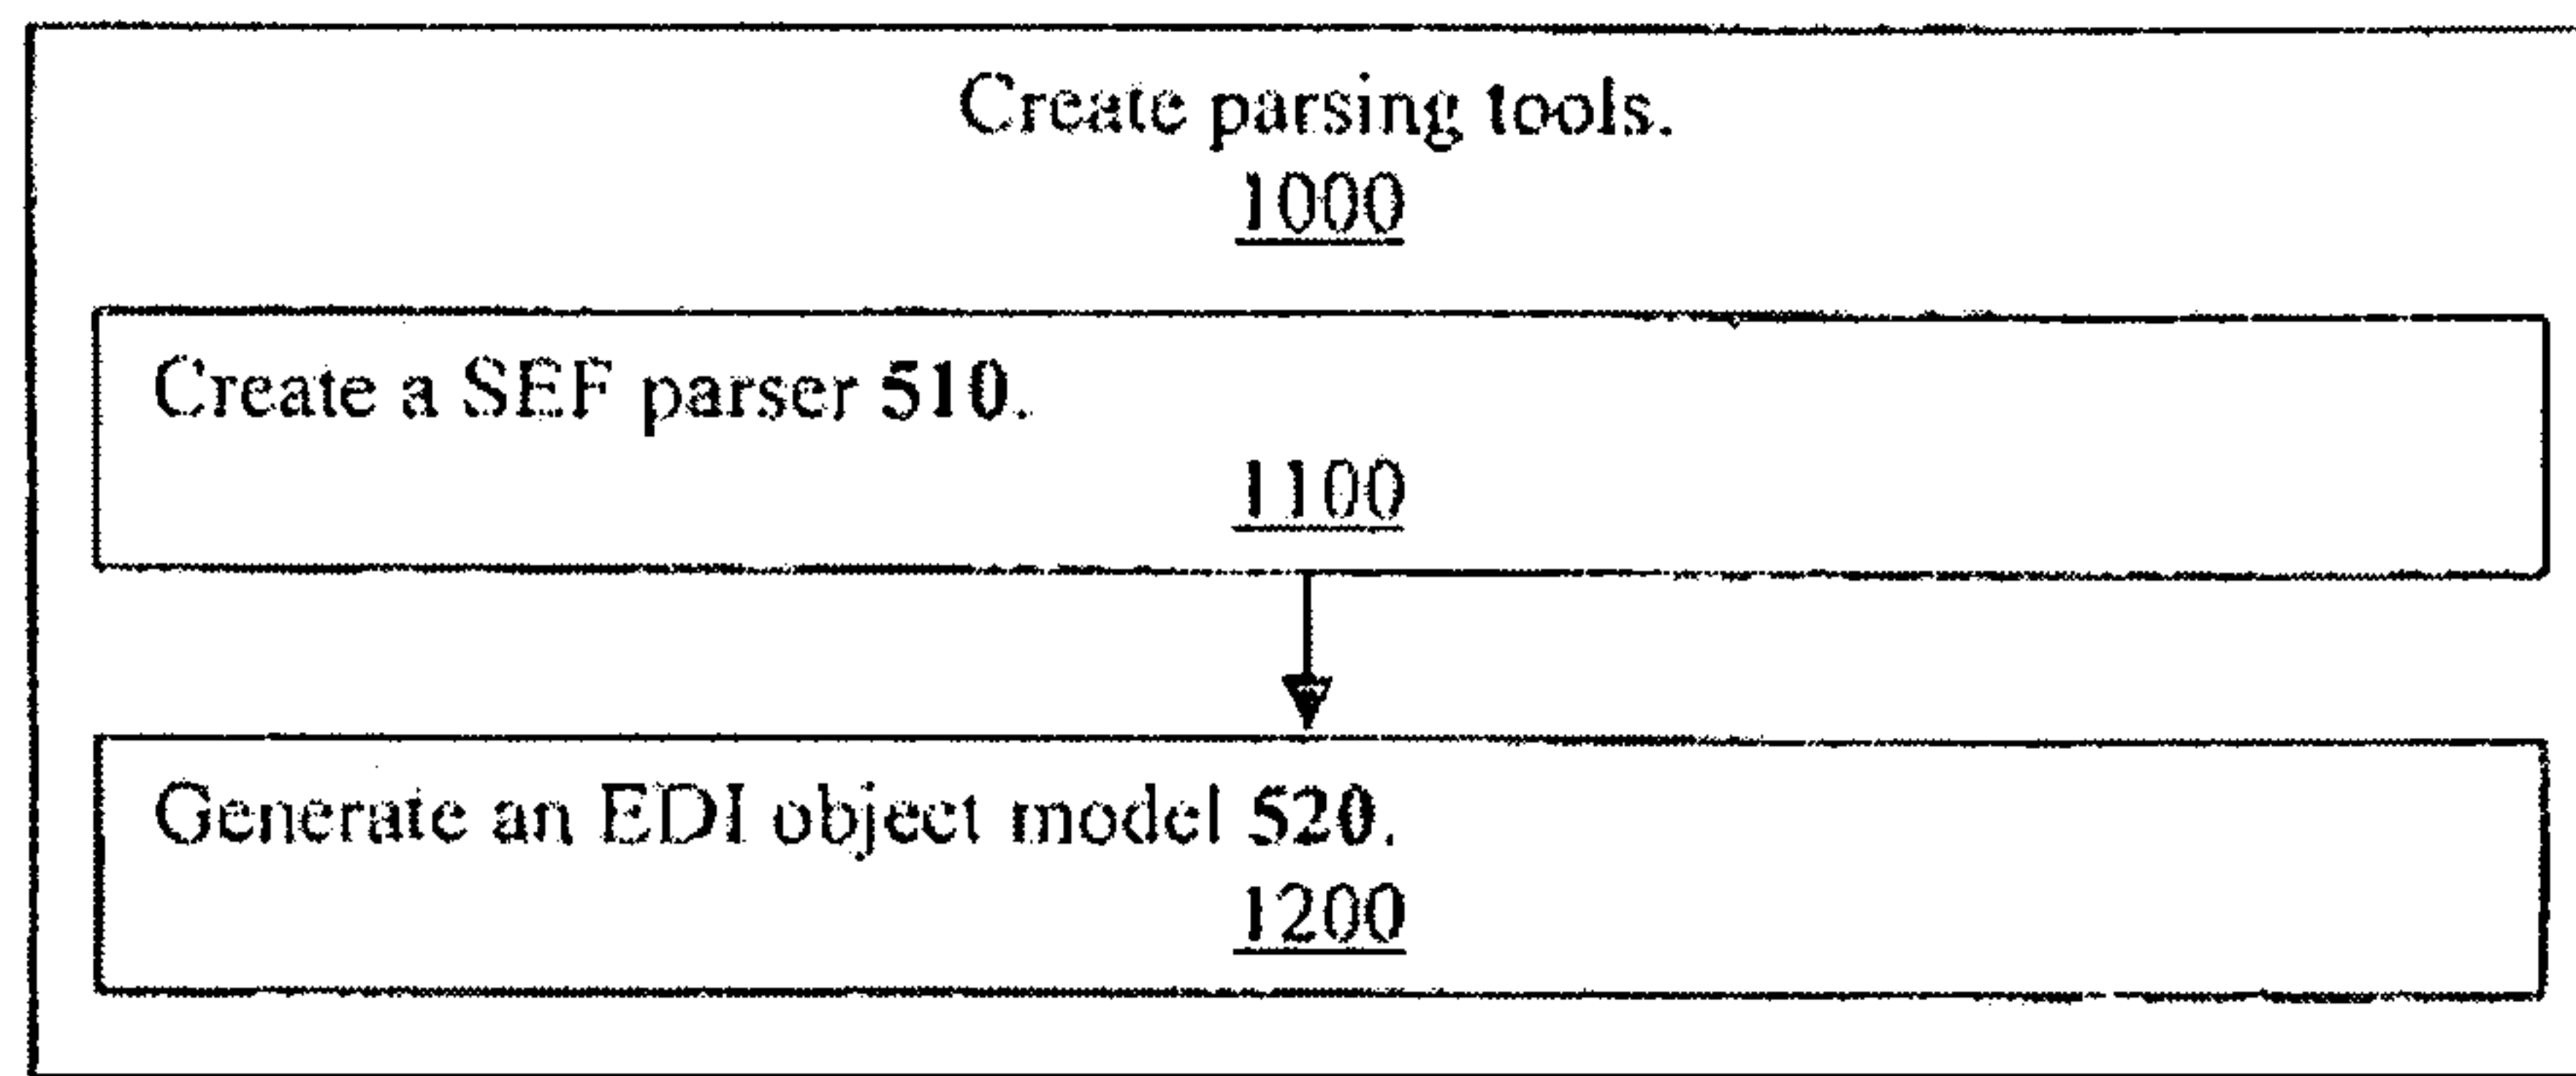 Create parsing tools.
1000
Create a SEF parser 510.
1100
Generate an EDI object model 520.
1200